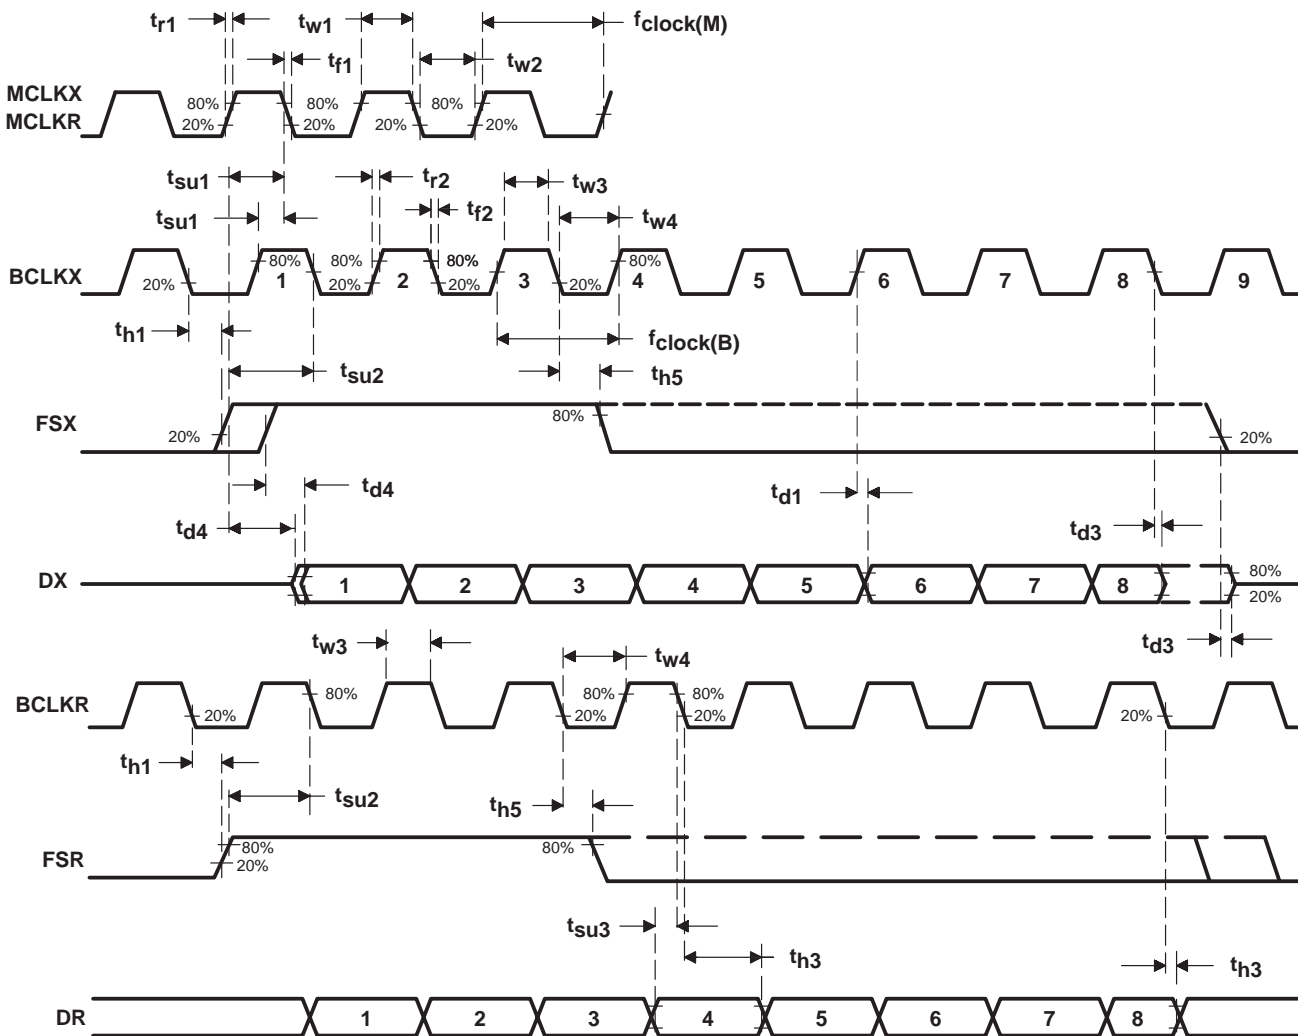 tr1 tw1 fclock(M)
tf1 tw2
MCLKX 80% 80% 80%
MCLKR 20% 20% 20% 20%
tsu1 tr2 tw3
tsu1 tf2 tw4
80% 80% 80% 80%
BCLKX 1 2 3 4 5 6 7 8 9
20% 20% 20% 20%
th1 fclock(B)
tsu2 th5
FSX 80%
20% 20%
td4 td1
td4 td3
DX 1 2 3 4 5 6 7 8 80%
20%
tw3 tw4 td3
80% 80% 80%
BCLKR 20% 20% 20% 20%
th1
tsu2 th5
80% 80%
FSR 20%
tsu3
th3 th3
DR 1 2 3 4 5 6 7 8